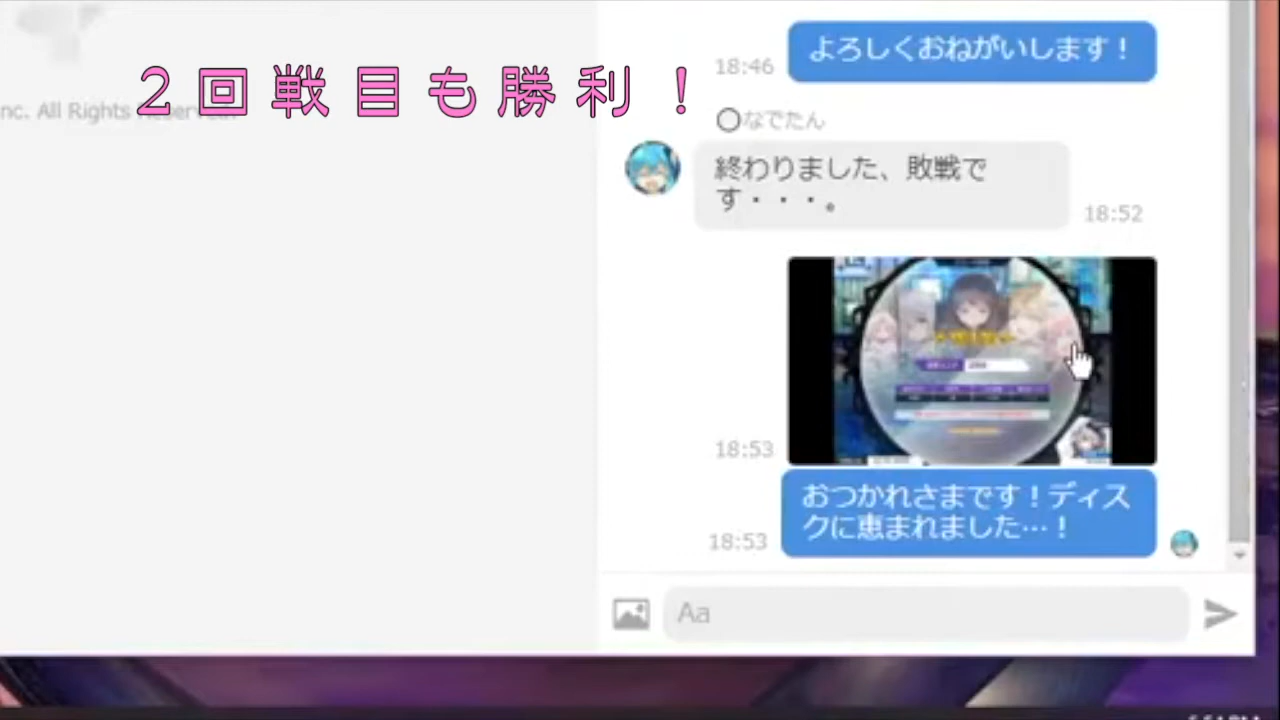 2回戦目も勝利！
nc. All Rights Reserved.
よろしくおねがいします！
18:46
〇なでたん
終わりました、敗戦で
す・・・。
18:52
18:53
おつかれさまです！ディス
クに恵まれました…！
18:53
Aa